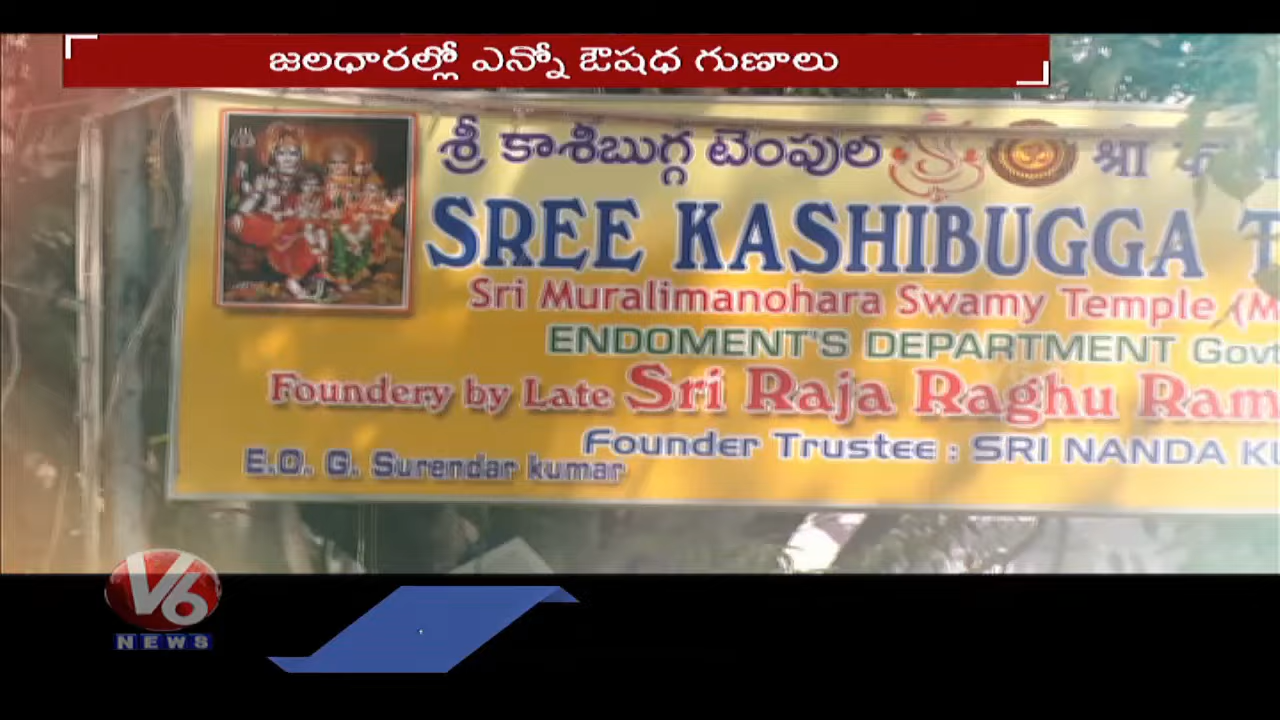 జలధారల్లో ఎన్నో ఔషధ గుణాలు
శ్రీ కాశీబుగ్గ టెంపుల్ श्री
SREE KASHIBUGGA
Sri Muralimanohara Swamy Temple (M
ENDOMENT'S DEPARTMENT Govt
Foundery by Late Sri Raja Raghu Ram
Founder Trustee : SRI NANDA KU
E.O. G. Surendar kumar
V6
NEWS